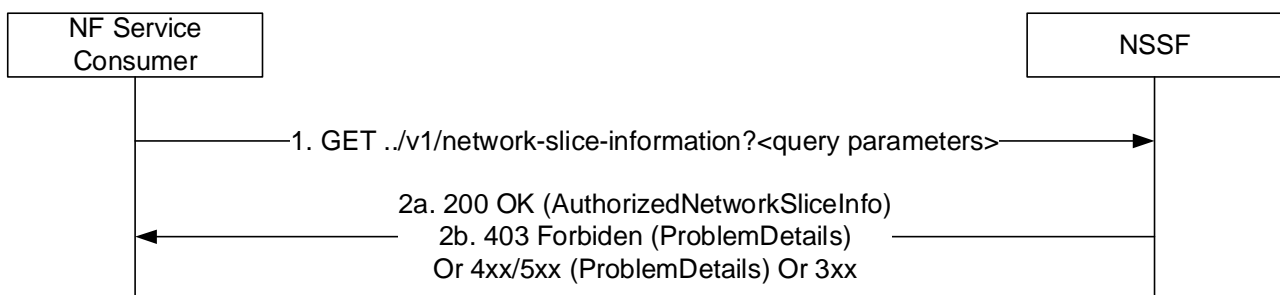 NF Service
Consumer
NSSF
1. GET ../v1/network-slice-information?<query parameters>
2a. 200 OK (AuthorizedNetworkSliceInfo)
2b. 403 Forbiden (ProblemDetails)
Or 4xx/5xx (ProblemDetails) Or 3xx